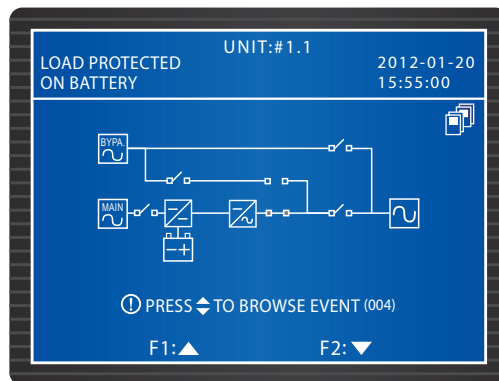 UNIT:#1.1
LOAD PROTECTED
ON BATTERY
2012-01-20
15:55:00
BYPA.
MAIN
PRESS TO BROWSE EVENT (004)
F1:
F2: